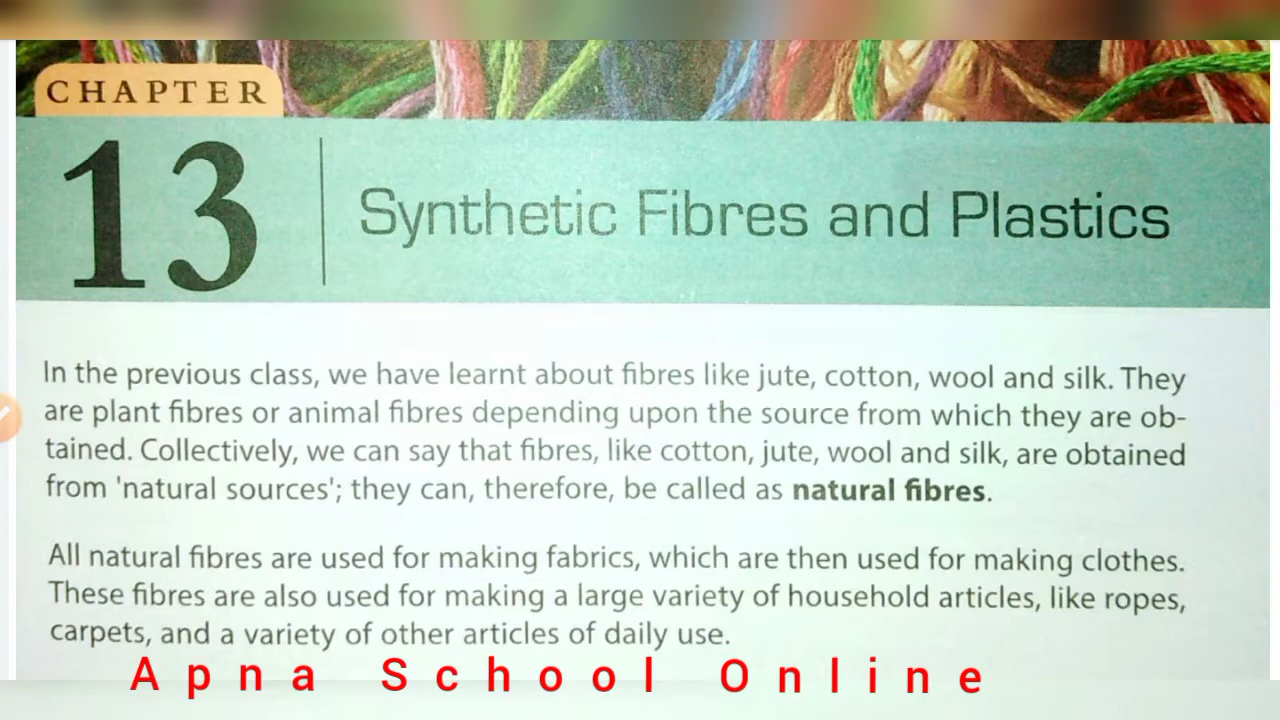 CHAPTER
13
Synthetic Fibres and Plastics
In the previous class, we have learnt about fibres like jute, cotton, wool and silk. They
are plant fibres or animal fibres depending upon the source from which they are ob-
tained. Collectively, we can say that fibres, like cotton, jute, wool and silk, are obtained
from 'natural sources'; they can, therefore, be called as natural fibres.
All natural fibres are used for making fabrics, which are then used for making clothes.
These fibres are also used for making a large variety of household articles, like ropes,
carpets, and a variety of other articles of daily use.
Apna School Online